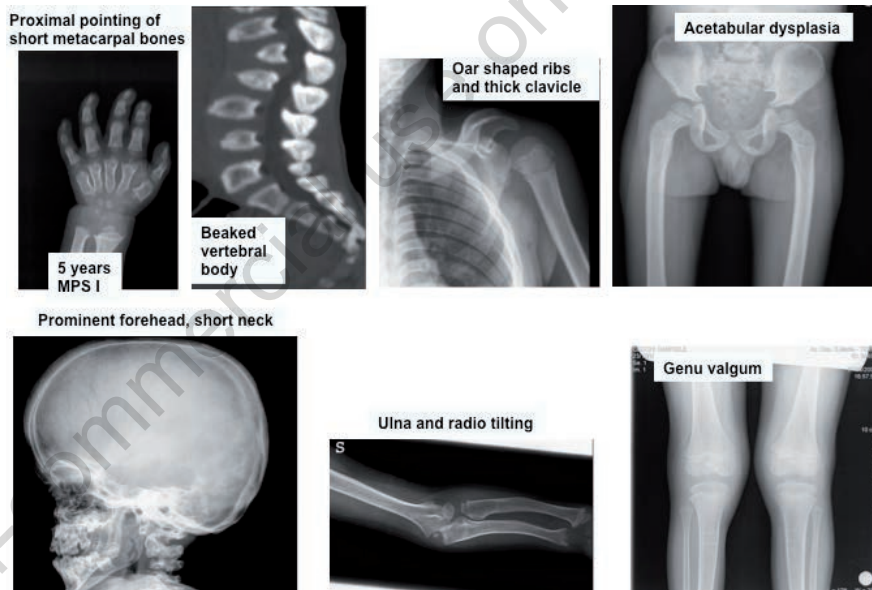 Proximal pointing of
short metacarpal bones
5 years
MPS I
Beaked
vertebral
body
Oar shaped ribs
and thick clavicle
Acetabular dysplasia
Prominent forehead, short neck
Ulna and radio tilting
S
Genu valgum